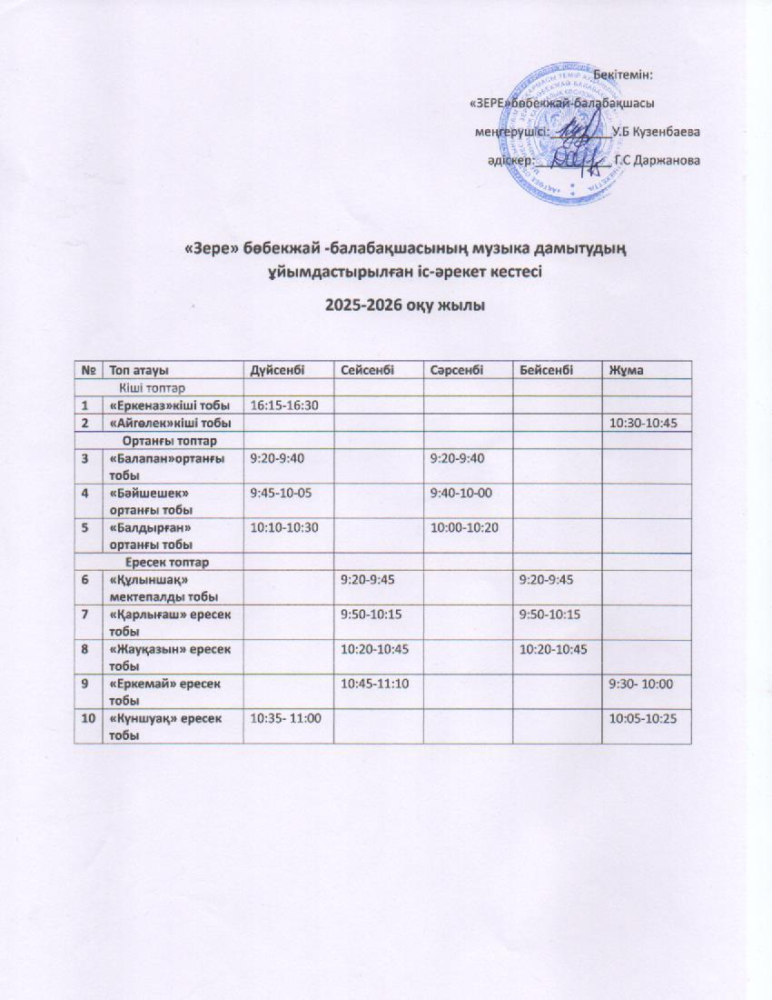 Бекітемін:
«ЗЕРЕ»бөбекжай-балабақшасы
меңгерушісі: У.Б Кузенбаева
әдіскер: Г.С Даржанова
«Зере» бөбекжай -балабақшасының музыка дамытудың
ұйымдастырылған іс-әрекет кестесі
2025-2026 оқу жылы
№ Топ атауы Дүйсенбі Сейсенбі Сәрсенбі Бейсенбі Жұма
Кіші топтар
1 «Еркеназ»кіші тобы 16:15-16:30
2 «Айгөлек»кіші тобы 10:30-10:45
Ортанғы топтар
3 «Балапан»ортанғы 9:20-9:40 9:20-9:40
тобы
4 «Бәйшешек» 9:45-10-05 9:40-10-00
ортанғы тобы
5 «Балдырған» 10:10-10:30 10:00-10:20
ортанғы тобы
Ересек топтар
6 «Құлыншақ» 9:20-9:45 9:20-9:45
мектепалды тобы
7 «Қарлығаш» ересек 9:50-10:15 9:50-10:15
тобы
8 «Жауқазын» ересек 10:20-10:45 10:20-10:45
тобы
9 «Еркемай» ересек 10:45-11:10 9:30- 10:00
тобы
10 «Күншуақ» ересек 10:35- 11:00 10:05-10:25
тобы